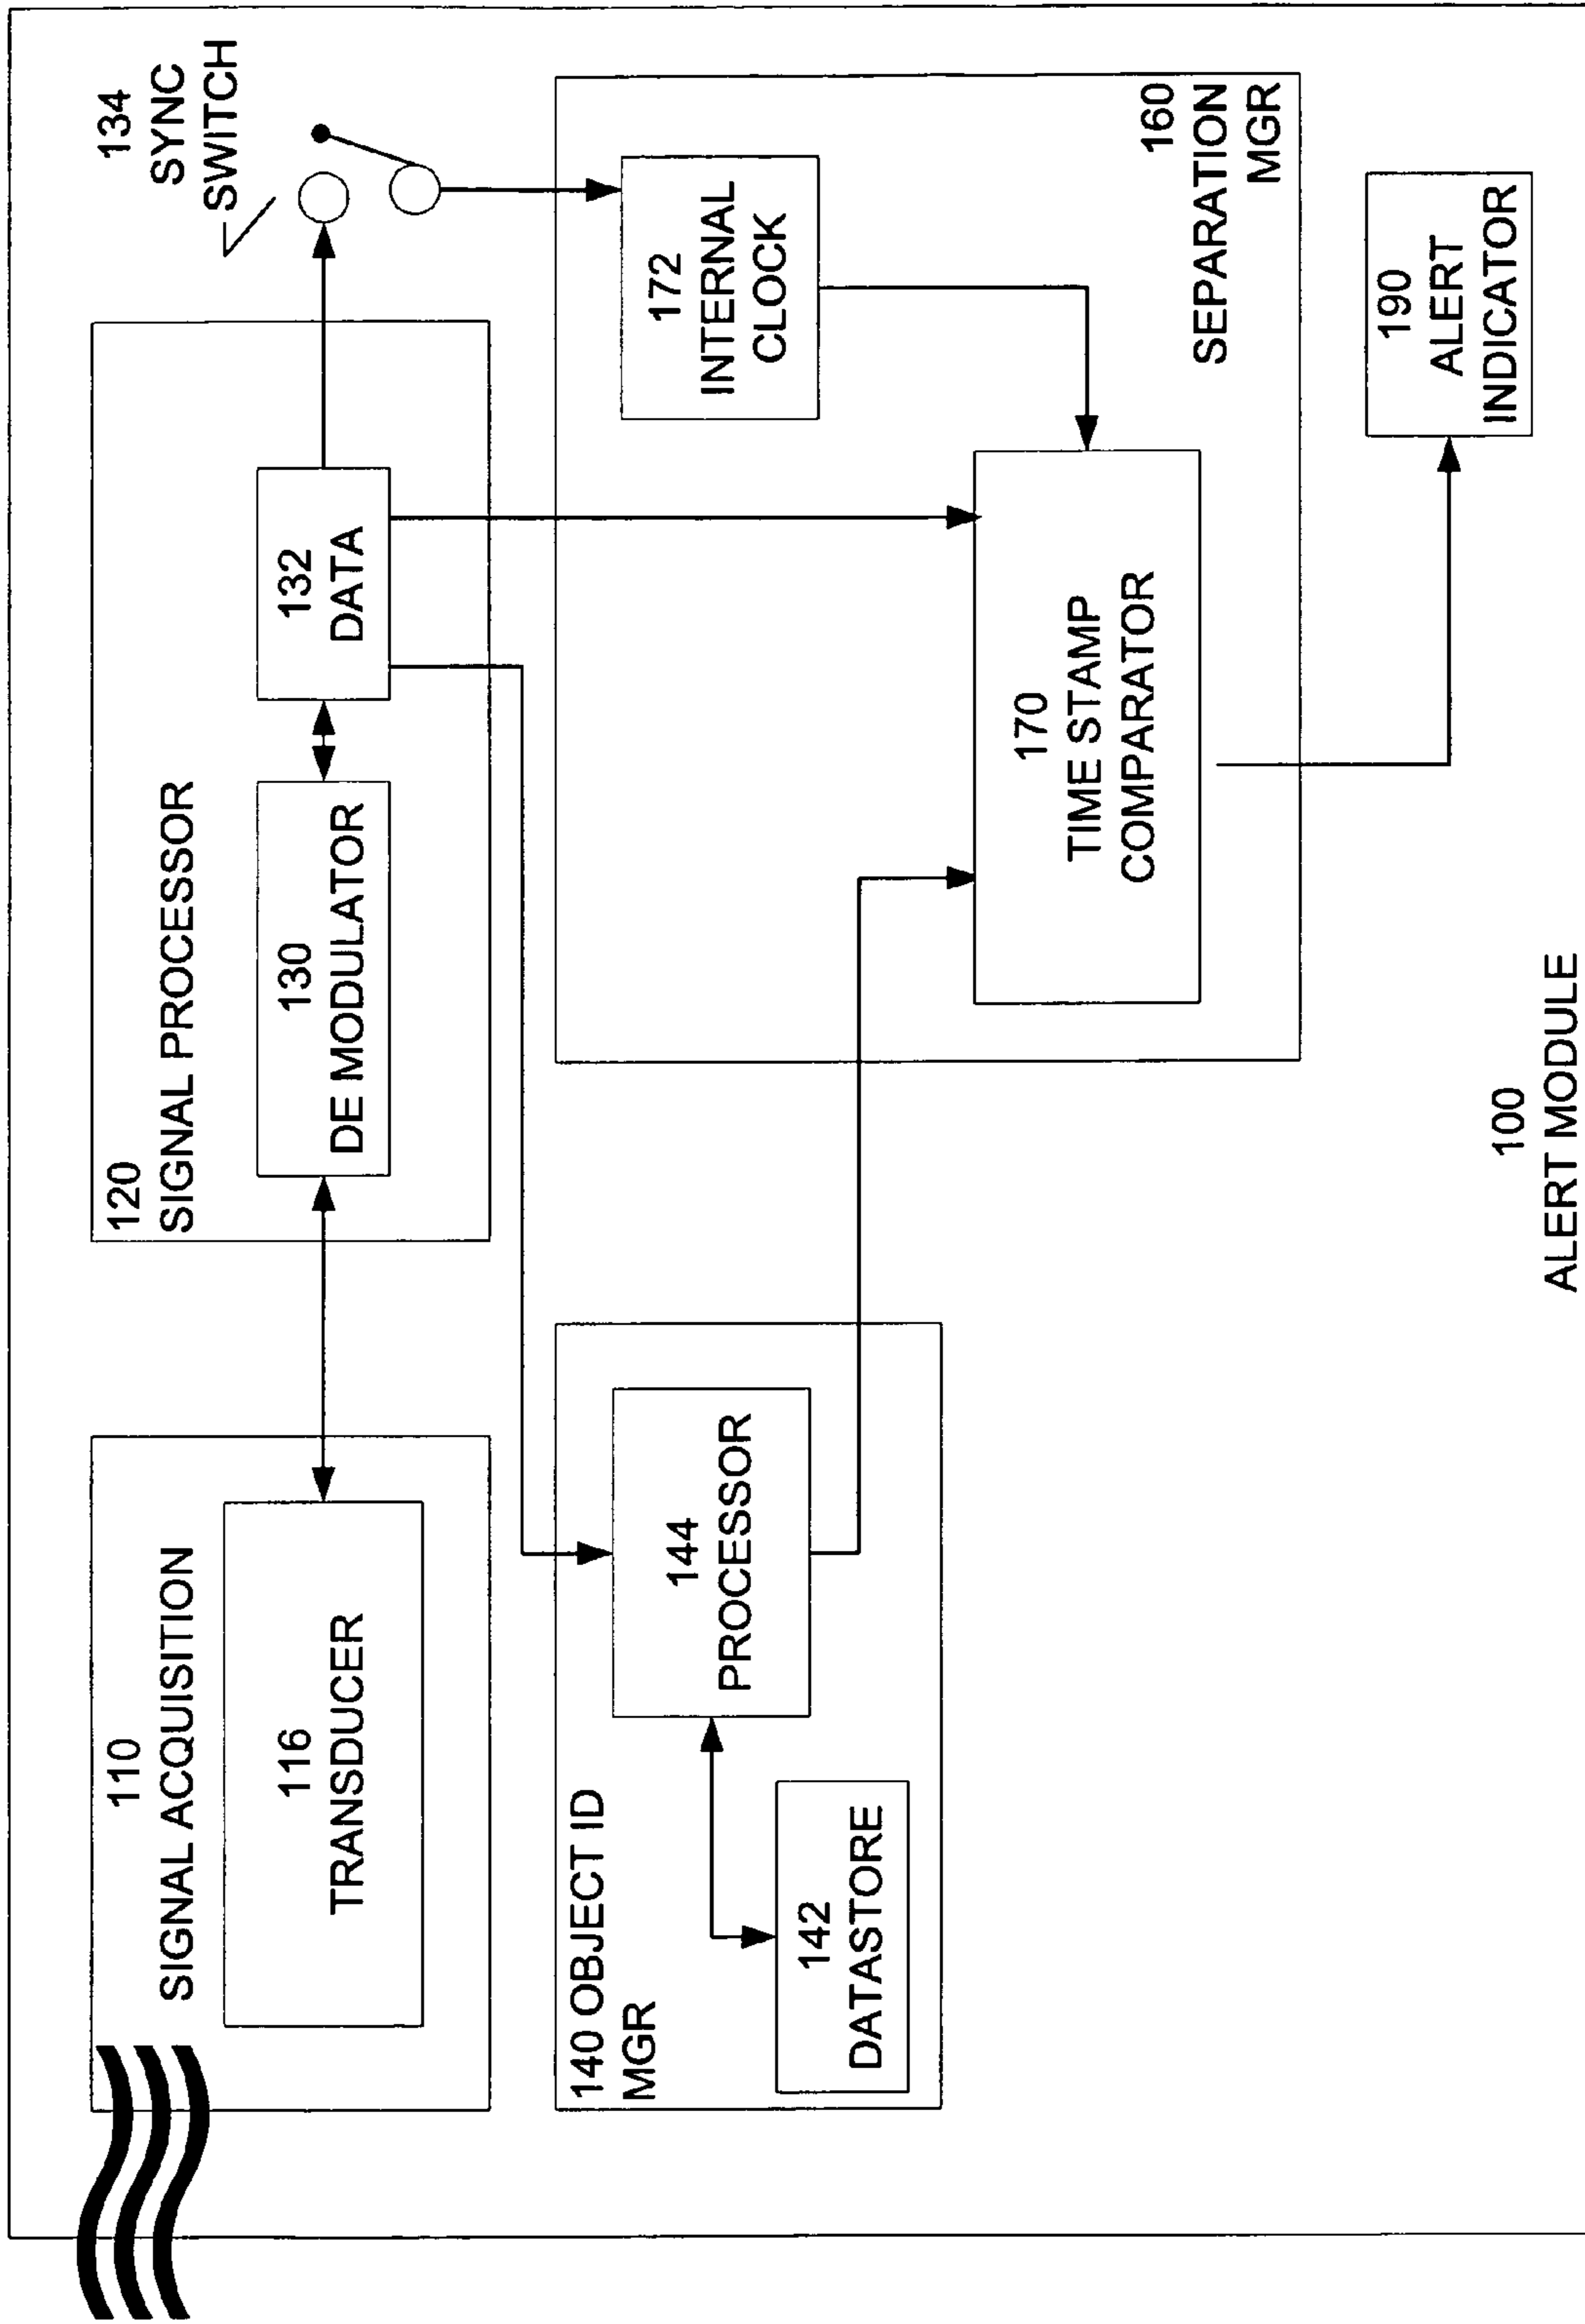 110
SIGNAL ACQUISITION
116
TRANSDUCER
120
SIGNAL PROCESSOR
130
DE MODULATOR
132
DATA
134
SYNC
SWITCH
140 OBJECT ID
MGR
142
DATASTORE
144
PROCESSOR
172
INTERNAL
CLOCK
170
TIME STAMP
COMPARATOR
160
SEPARATION
MGR
190
ALERT
INDICATOR
100
ALERT MODULE